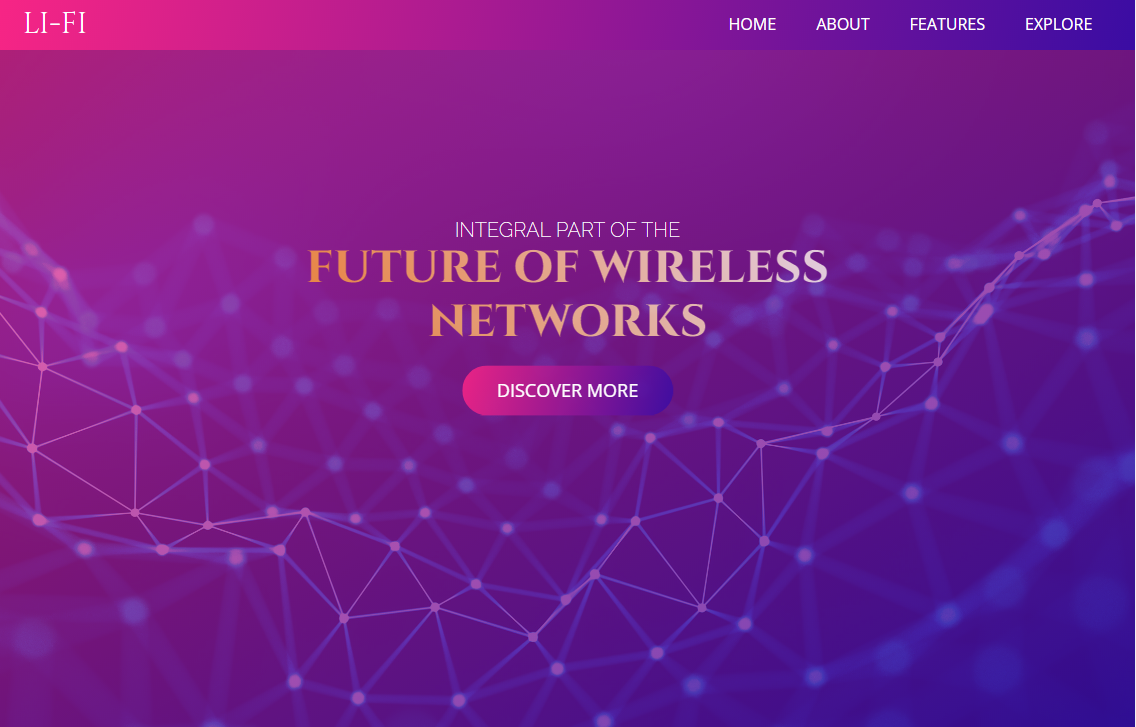 LI-FI
HOME ABOUT FEATURES EXPLORE
INTEGRAL PART OF THE
FUTURE OF WIRELESS
NETWORKS
DISCOVER MORE